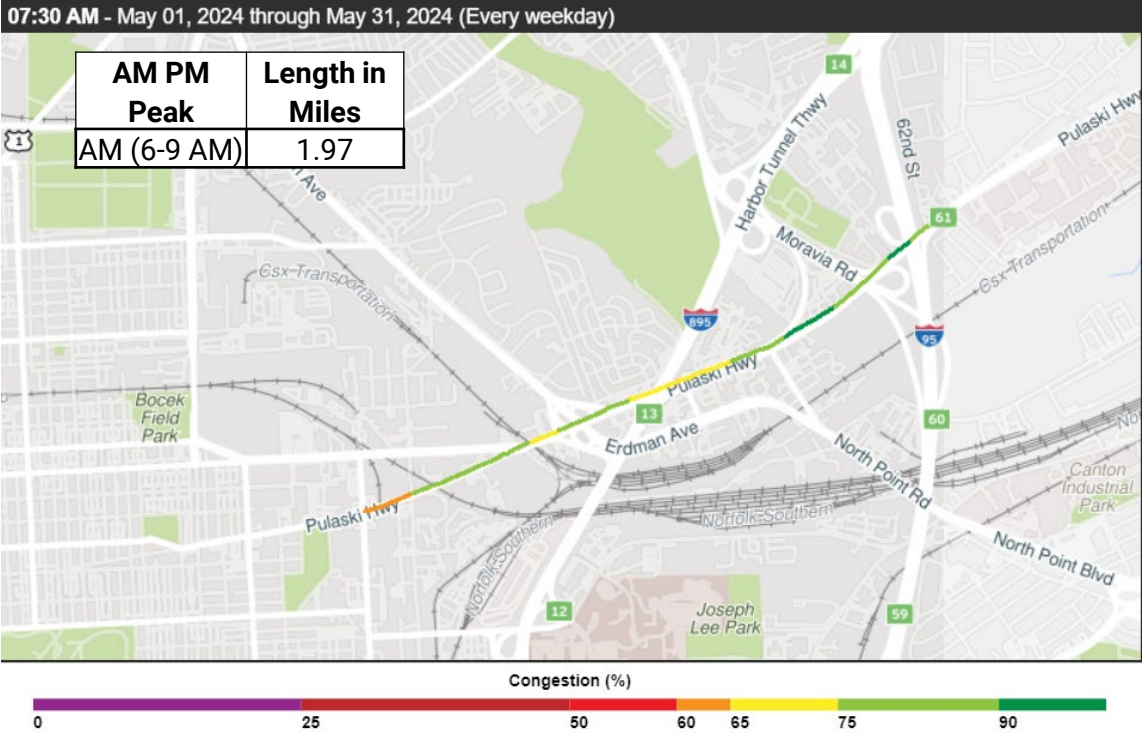 07:30 AM - May 01, 2024 through May 31, 2024 (Every weekday)
AM PM Peak
Length in Miles
AM (6-9 AM)
1.97
1
14
Pulaski Hwy
62nd St
Harbor Tunnel Thwy
Ave
61
Moravia Rd
Csx-Transportation
Csx-Transportation
895
95
Pulaski Hwy
Bocek
Field
Park
13
60
Erdman Ave
North Point Rd
Canton
Industrial
Park
Pulaski Hwy
Norfolk-Southern
Norfolk-Southern
North Point Blvd
12
Joseph
Lee Park
59
Congestion (%)
0 25 50 60 65 75 90